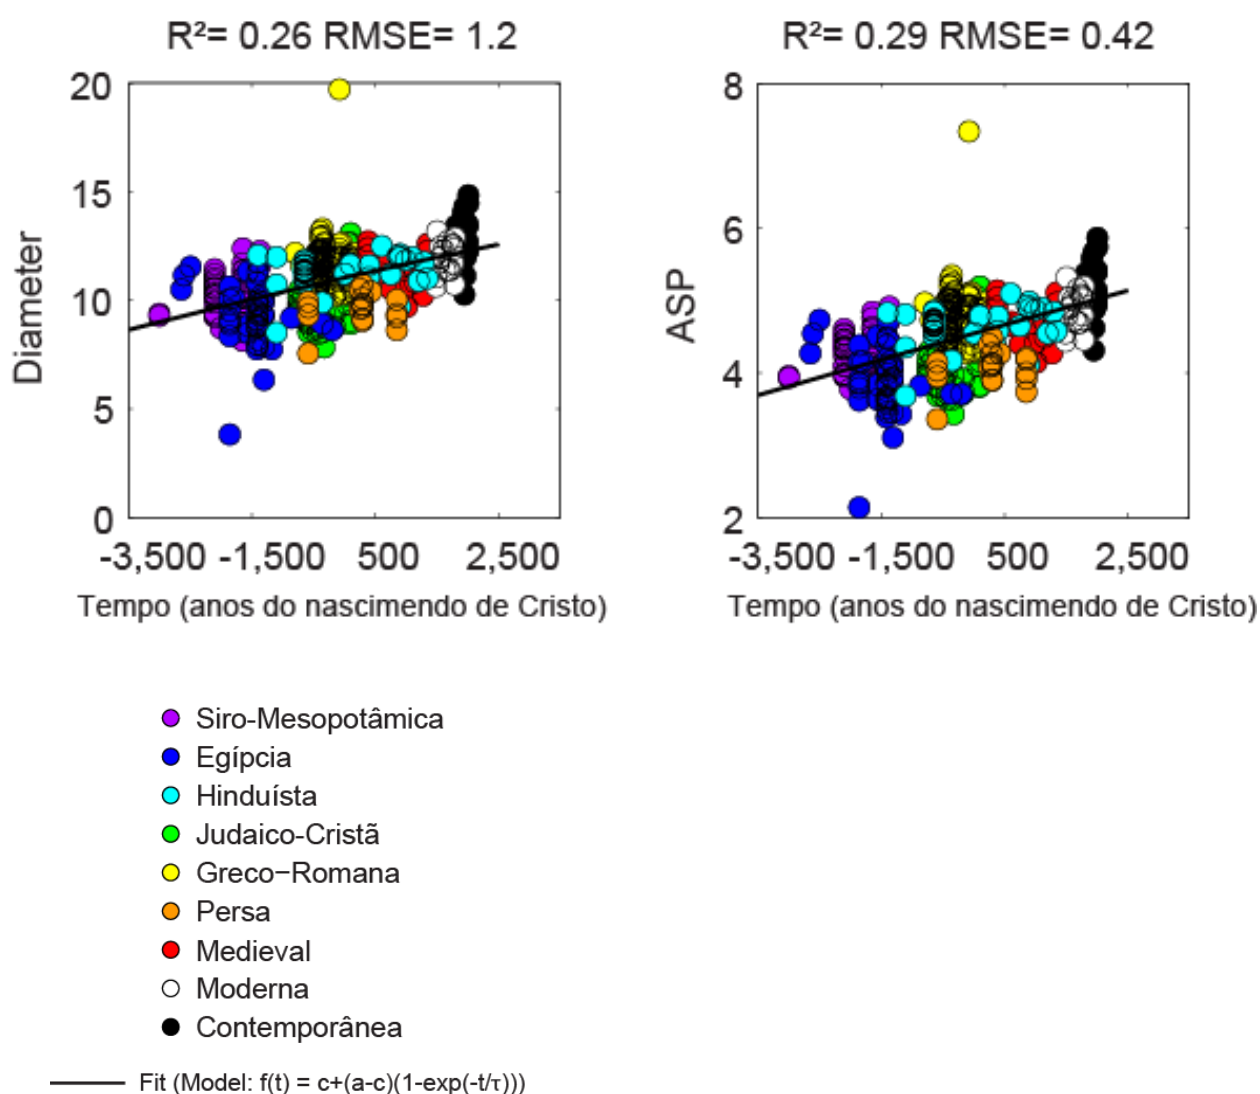 R²= 0.26 RMSE= 1.2
R²= 0.29 RMSE= 0.42
20
15
10
5
0
Diameter
-3,500 -1,500 500 2,500
Tempo (anos do nascimendo de Cristo)
8
6
4
2
ASP
-3,500 -1,500 500 2,500
Tempo (anos do nascimendo de Cristo)
Siro-Mesopotâmica
Egípcia
Hinduísta
Judaico-Cristã
Greco−Romana
Persa
Medieval
Moderna
Contemporânea
Fit (Model: f(t) = c+(a-c)(1-exp(-t/τ)))